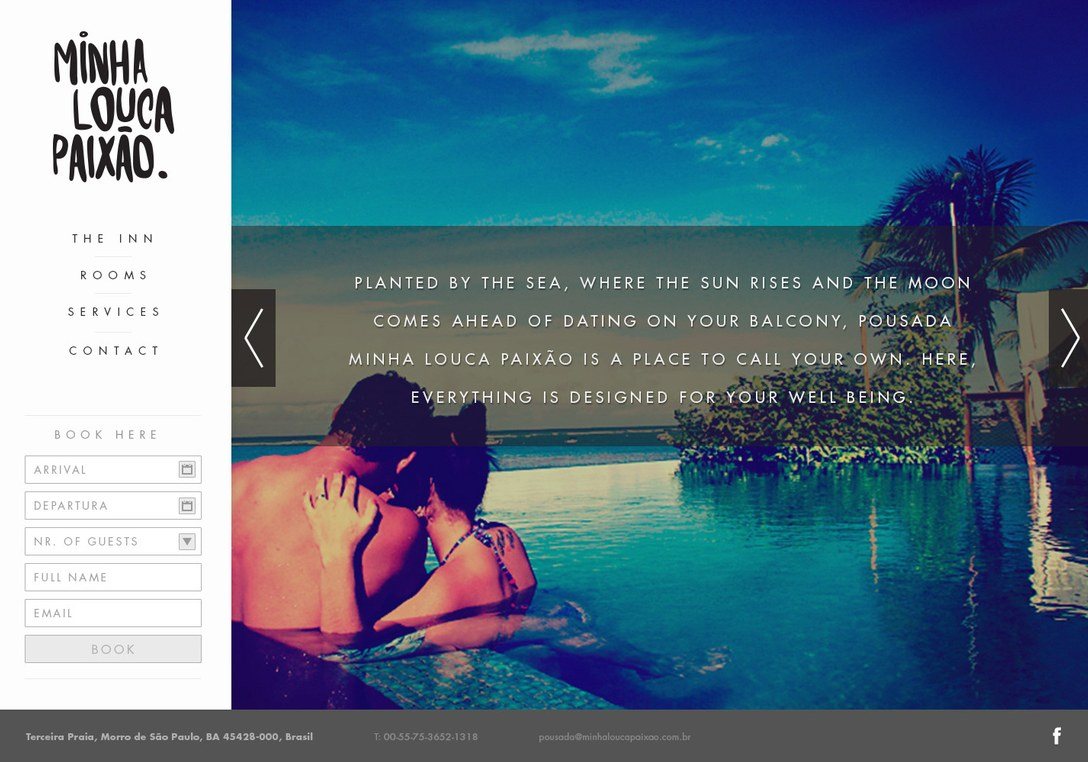 MINHA
LOUCA
PAIXÃO.
THE INN
ROOMS
SERVICES
CONTACT
BOOK HERE
ARRIVAL
DEPARTURA
NR. OF GUESTS
FULL NAME
EMAIL
BOOK
PLANTED BY THE SEA, WHERE THE SUN RISES AND THE MOON
COMES AHEAD OF DATING ON YOUR BALCONY, POUSADA
MINHA LOUCA PAIXÃO IS A PLACE TO CALL YOUR OWN. HERE,
EVERYTHING IS DESIGNED FOR YOUR WELL BEING.
Terceira Praia, Morro de São Paulo, BA 45428-000, Brasil
T: 00-55-75-3652-1318
pousada@minhaloucapaixao.com.br
f